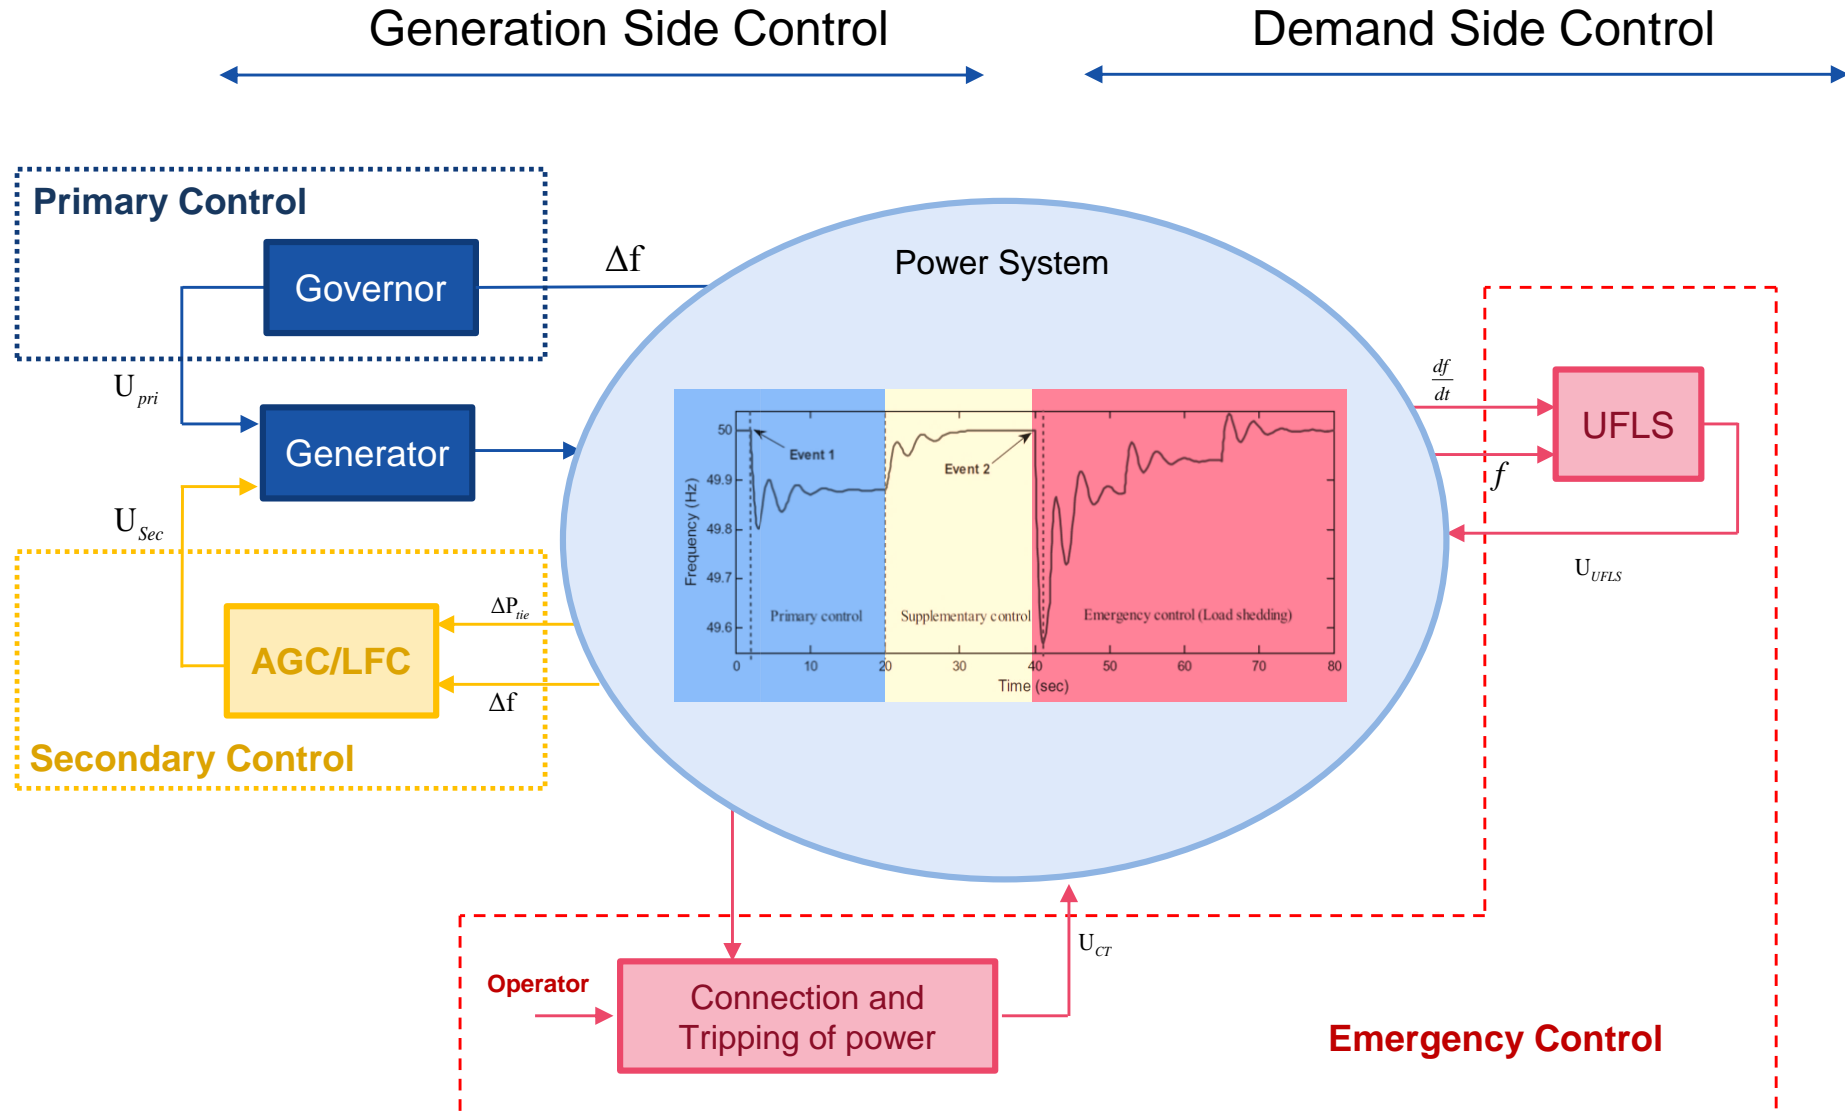 Generation Side Control
Demand Side Control
Primary Control
Governor
Δf
U pri
Generator
U Sec
AGC/LFC
ΔP tie
Δf
Secondary Control
Power System
Frequency (Hz)
50
49.9
49.8
49.7
49.6
Event 1
Event 2
Primary control
Supplementary control
Emergency control (Load shedding)
0 10 20 30 40 50 60 70 80
Time (sec)
df
dt
f
UFLS
U UFLS
U CT
Operator
Connection and
Tripping of power
Emergency Control